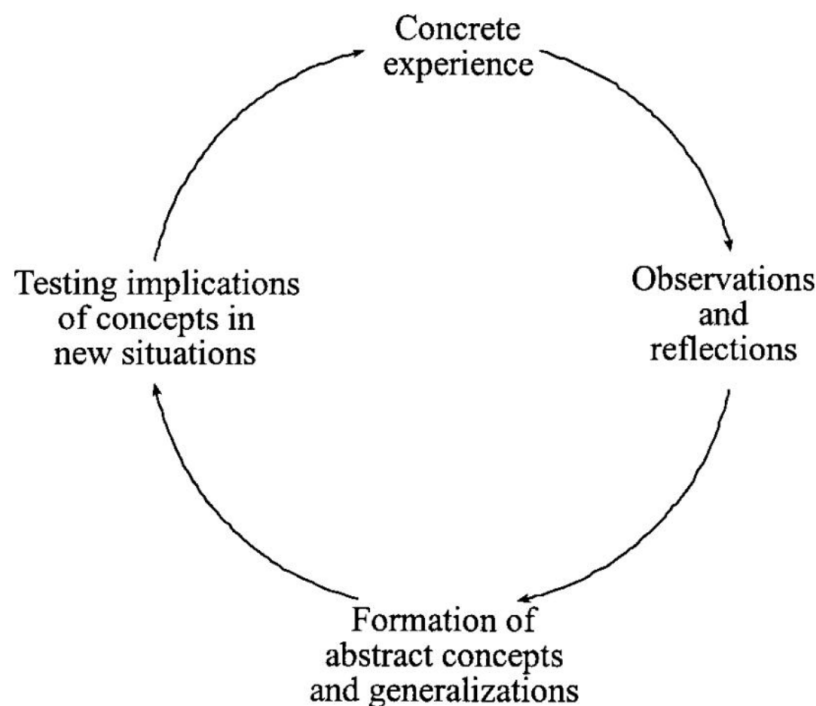 Concrete
experience
Observations
and
reflections
Formation of
abstract concepts
and generalizations
Testing implications
of concepts in
new situations